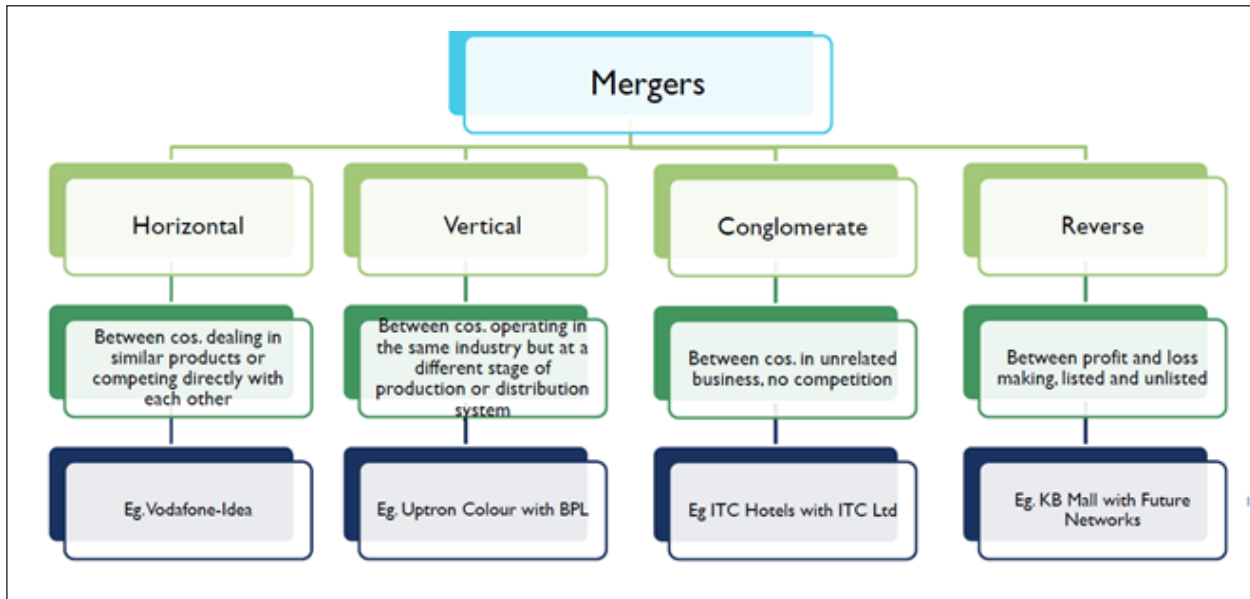 Mergers
Horizontal
Vertical
Conglomerate
Reverse
Between cos. dealing in
similar products or
competing directly with
each other
Between cos. operating in
the same industry but at a
different stage of
production or distribution
system
Between cos. in unrelated
business, no competition
Between profit and loss
making, listed and unlisted
Eg. Vodafone-Idea
Eg. Uptron Colour with BPL
Eg ITC Hotels with ITC Ltd
Eg. KB Mall with Future
Networks